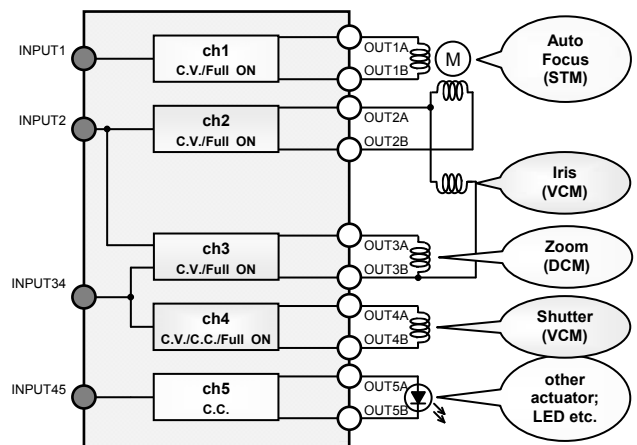 INPUT1
ch1
C.V./Full ON
OUT1A
OUT1B
M
Auto
Focus
(STM)
INPUT2
ch2
C.V./Full ON
OUT2A
OUT2B
Iris
(VCM)
ch3
C.V./Full ON
OUT3A
OUT3B
Zoom
(DCM)
INPUT34
ch4
C.V./C.C./Full ON
OUT4A
OUT4B
Shutter
(VCM)
INPUT45
ch5
C.C.
OUT5A
OUT5B
other
actuator;
LED etc.